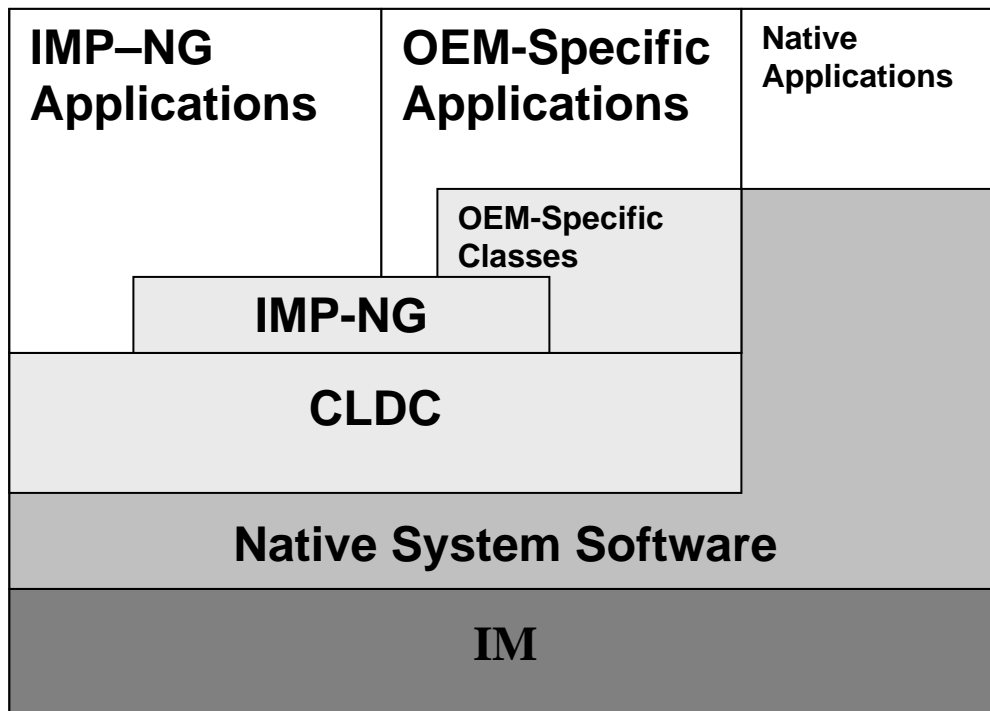 IMP–NG
Applications
OEM-Specific
Applications
Native
Applications
OEM-Specific
Classes
IMP-NG
CLDC
Native System Software
IM